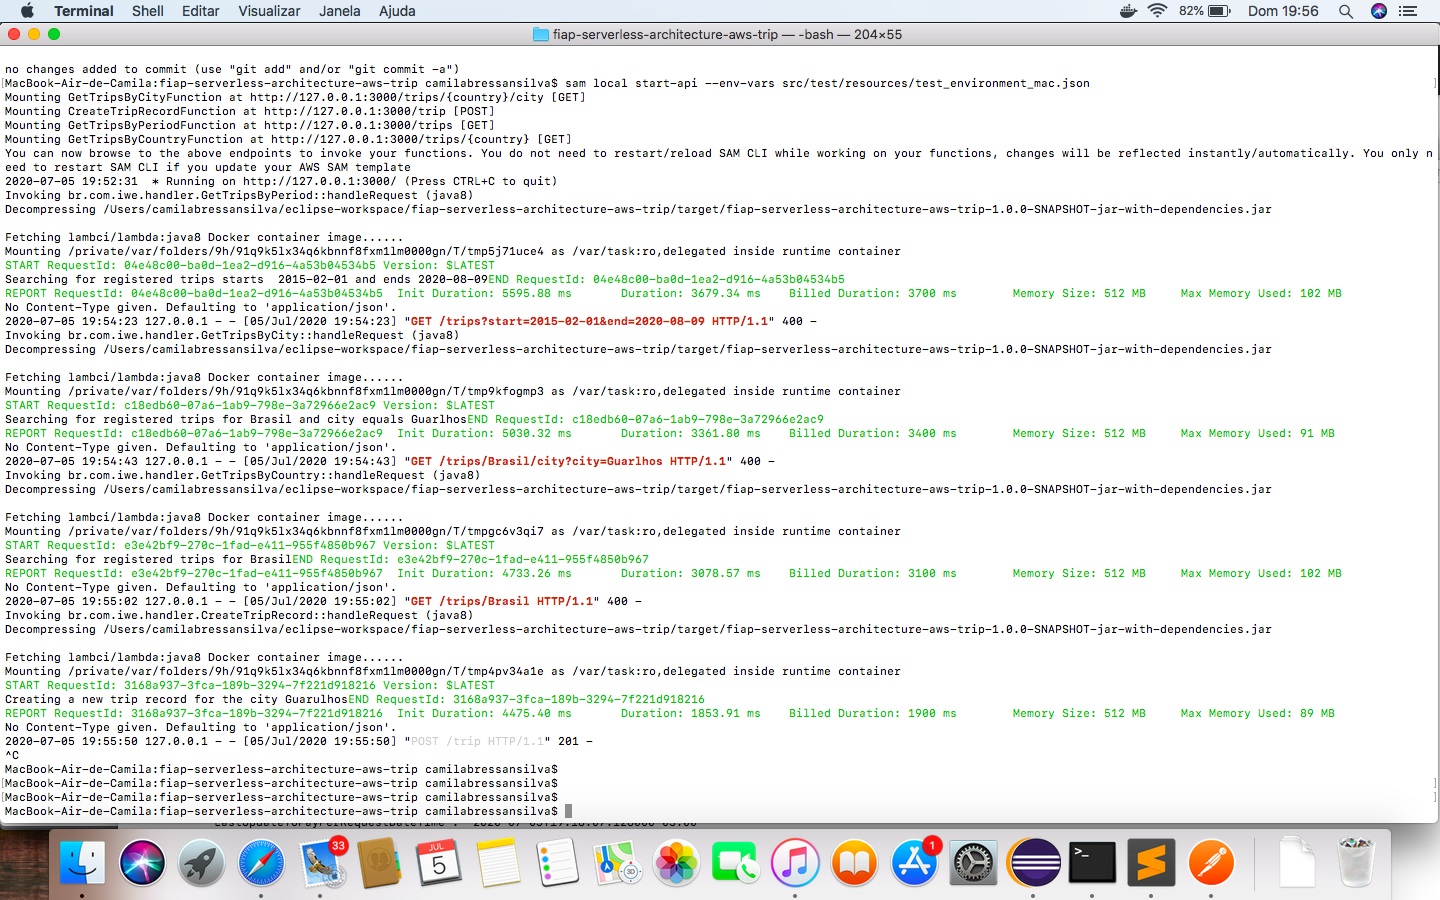 Terminal Shell Editar Visualizar Janela Ajuda 82% Dom 19:56
fiap-serverless-architecture-aws-trip — -bash — 204×55
no changes added to commit (use "git add" and/or "git commit -a")
[MacBook-Air-de-Camila:fiap-serverless-architecture-aws-trip camilabressansilva$ sam local start-api --env-vars src/test/resources/test_environment_mac.json ]
Mounting GetTripsByCityFunction at http://127.0.0.1:3000/trips/{country}/city [GET]
Mounting CreateTripRecordFunction at http://127.0.0.1:3000/trip [POST]
Mounting GetTripsByPeriodFunction at http://127.0.0.1:3000/trips [GET]
Mounting GetTripsByCountryFunction at http://127.0.0.1:3000/trips/{country} [GET]
You can now browse to the above endpoints to invoke your functions. You do not need to restart/reload SAM CLI while working on your functions, changes will be reflected instantly/automatically. You only n
eed to restart SAM CLI if you update your AWS SAM template
2020-07-05 19:52:31  * Running on http://127.0.0.1:3000/ (Press CTRL+C to quit)
Invoking br.com.iwe.handler.GetTripsByPeriod::handleRequest (java8)
Decompressing /Users/camilabressansilva/eclipse-workspace/fiap-serverless-architecture-aws-trip/target/fiap-serverless-architecture-aws-trip-1.0.0-SNAPSHOT-jar-with-dependencies.jar
Fetching lambci/lambda:java8 Docker container image......
Mounting /private/var/folders/9h/91q9k5lx34q6kbnnf8fxm1lm0000gn/T/tmp5j71uce4 as /var/task:ro,delegated inside runtime container
START RequestId: 04e48c00-ba0d-1ea2-d916-4a53b04534b5 Version: $LATEST
Searching for registered trips starts  2015-02-01 and ends 2020-08-09END RequestId: 04e48c00-ba0d-1ea2-d916-4a53b04534b5
REPORT RequestId: 04e48c00-ba0d-1ea2-d916-4a53b04534b5  Init Duration: 5595.88 ms       Duration: 3679.34 ms    Billed Duration: 3700 ms        Memory Size: 512 MB     Max Memory Used: 102 MB
No Content-Type given. Defaulting to 'application/json'.
2020-07-05 19:54:23 127.0.0.1 - - [05/Jul/2020 19:54:23] "GET /trips?start=2015-02-01&end=2020-08-09 HTTP/1.1" 400 -
Invoking br.com.iwe.handler.GetTripsByCity::handleRequest (java8)
Decompressing /Users/camilabressansilva/eclipse-workspace/fiap-serverless-architecture-aws-trip/target/fiap-serverless-architecture-aws-trip-1.0.0-SNAPSHOT-jar-with-dependencies.jar
Fetching lambci/lambda:java8 Docker container image......
Mounting /private/var/folders/9h/91q9k5lx34q6kbnnf8fxm1lm0000gn/T/tmp9kfogmp3 as /var/task:ro,delegated inside runtime container
START RequestId: c18edb60-07a6-1ab9-798e-3a72966e2ac9 Version: $LATEST
Searching for registered trips for Brasil and city equals GuarlhosEND RequestId: c18edb60-07a6-1ab9-798e-3a72966e2ac9
REPORT RequestId: c18edb60-07a6-1ab9-798e-3a72966e2ac9  Init Duration: 5030.32 ms       Duration: 3361.80 ms    Billed Duration: 3400 ms        Memory Size: 512 MB     Max Memory Used: 91 MB
No Content-Type given. Defaulting to 'application/json'.
2020-07-05 19:54:43 127.0.0.1 - - [05/Jul/2020 19:54:43] "GET /trips/Brasil/city?city=Guarlhos HTTP/1.1" 400 -
Invoking br.com.iwe.handler.GetTripsByCountry::handleRequest (java8)
Decompressing /Users/camilabressansilva/eclipse-workspace/fiap-serverless-architecture-aws-trip/target/fiap-serverless-architecture-aws-trip-1.0.0-SNAPSHOT-jar-with-dependencies.jar
Fetching lambci/lambda:java8 Docker container image......
Mounting /private/var/folders/9h/91q9k5lx34q6kbnnf8fxm1lm0000gn/T/tmpgc6v3qi7 as /var/task:ro,delegated inside runtime container
START RequestId: e3e42bf9-270c-1fad-e411-955f4850b967 Version: $LATEST
Searching for registered trips for BrasilEND RequestId: e3e42bf9-270c-1fad-e411-955f4850b967
REPORT RequestId: e3e42bf9-270c-1fad-e411-955f4850b967  Init Duration: 4733.26 ms       Duration: 3078.57 ms    Billed Duration: 3100 ms        Memory Size: 512 MB     Max Memory Used: 102 MB
No Content-Type given. Defaulting to 'application/json'.
2020-07-05 19:55:02 127.0.0.1 - - [05/Jul/2020 19:55:02] "GET /trips/Brasil HTTP/1.1" 400 -
Invoking br.com.iwe.handler.CreateTripRecord::handleRequest (java8)
Decompressing /Users/camilabressansilva/eclipse-workspace/fiap-serverless-architecture-aws-trip/target/fiap-serverless-architecture-aws-trip-1.0.0-SNAPSHOT-jar-with-dependencies.jar
Fetching lambci/lambda:java8 Docker container image......
Mounting /private/var/folders/9h/91q9k5lx34q6kbnnf8fxm1lm0000gn/T/tmp4pv34a1e as /var/task:ro,delegated inside runtime container
START RequestId: 3168a937-3fca-189b-3294-7f221d918216 Version: $LATEST
Creating a new trip record for the city GuarulhosEND RequestId: 3168a937-3fca-189b-3294-7f221d918216
REPORT RequestId: 3168a937-3fca-189b-3294-7f221d918216  Init Duration: 4475.40 ms       Duration: 1853.91 ms    Billed Duration: 1900 ms        Memory Size: 512 MB     Max Memory Used: 89 MB
No Content-Type given. Defaulting to 'application/json'.
2020-07-05 19:55:50 127.0.0.1 - - [05/Jul/2020 19:55:50] "POST /trip HTTP/1.1" 201 -
^C
MacBook-Air-de-Camila:fiap-serverless-architecture-aws-trip camilabressansilva$
[MacBook-Air-de-Camila:fiap-serverless-architecture-aws-trip camilabressansilva$ ]
[MacBook-Air-de-Camila:fiap-serverless-architecture-aws-trip camilabressansilva$ ]
MacBook-Air-de-Camila:fiap-serverless-architecture-aws-trip camilabressansilva$
33
JUL
5
3D
1
>_